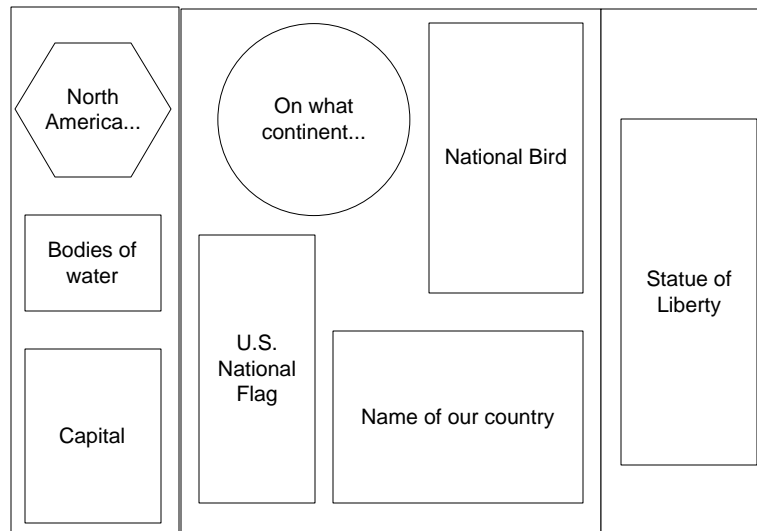 North
America...
Bodies of
water
Capital
On what
continent...
National Bird
U.S.
National
Flag
Name of our country
Statue of
Liberty